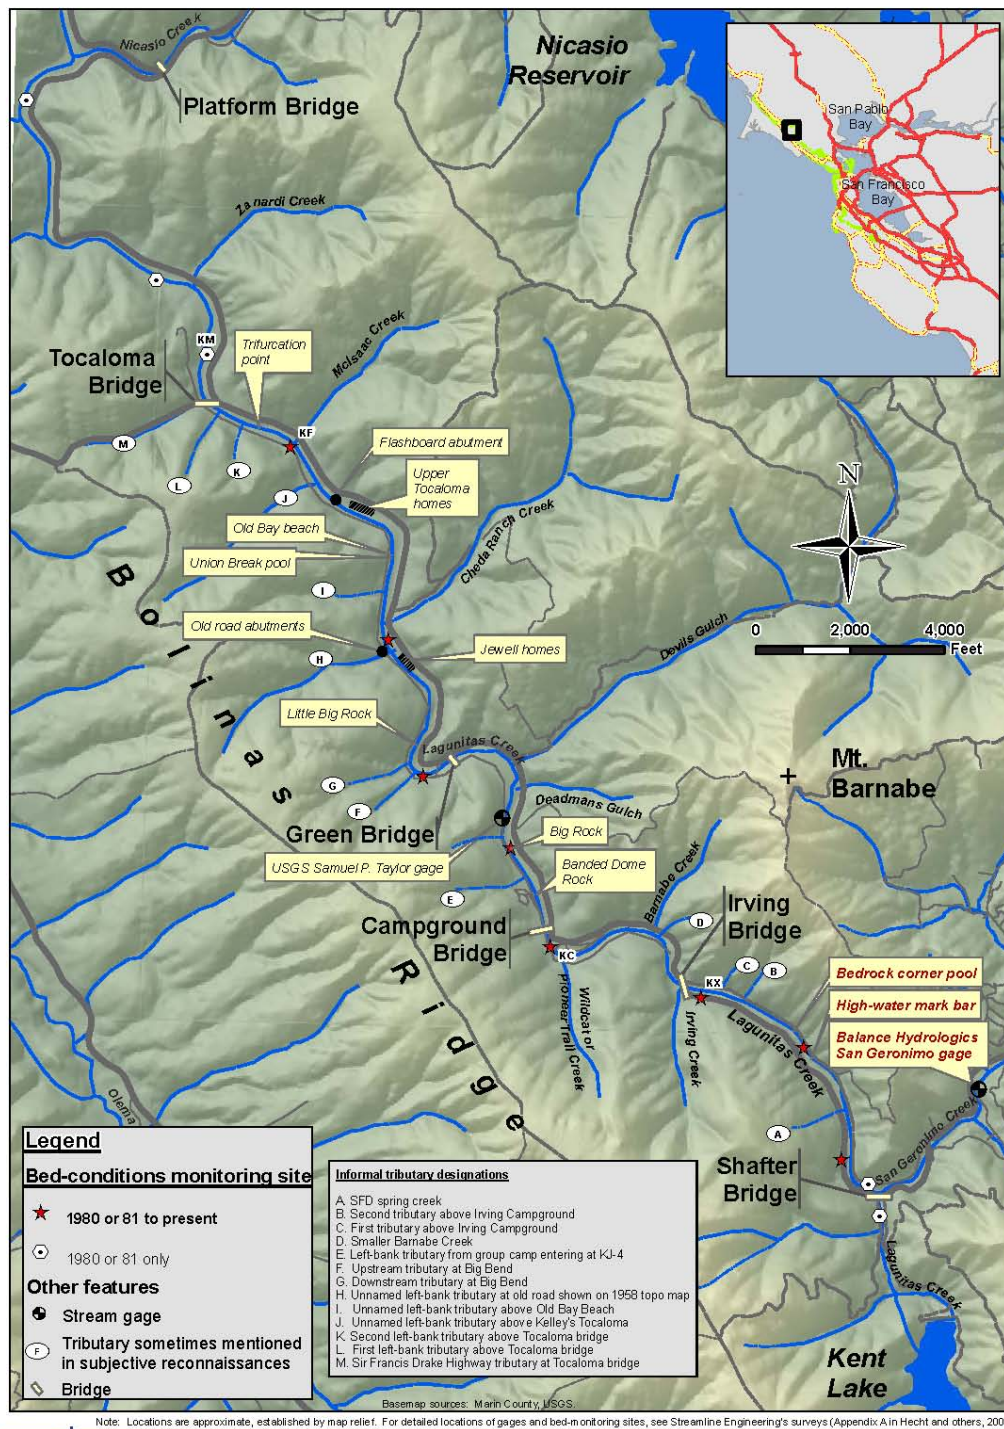 Nicasio Creek
Nicasio
Reservoir
Platform Bridge
San Pablo
Bay
San Francisco
Bay
Zanardi Creek
KM
Trifurcation
point
McIsaac Creek
Tocaloma
Bridge
KF
M
K
L
J
Flashboard abutment
Upper
Tocaloma
homes
Old Bay beach
Union Break pool
Cheda Ranch Creek
N
I
Old road abutments
H
Jewell homes
Devils Gulch
0 2,000 4,000
Feet
Bolinas Ridge
Little Big Rock
Lagunitas Creek
G
F
Green Bridge
Mt.
Barnabe
Deadmans Gulch
Big Rock
USGS Samuel P. Taylor gage
Banded Dome
Rock
E
Barnabe Creek
Campground
Bridge
D
Irving
Bridge
KC
KX
C
B
Wildcat or
Pioneer Trail Creek
Irving Creek
Lagunitas Creek
Bedrock corner pool
High-water mark bar
Balance Hydrologics
San Geronimo gage
Olema
A
Shafter
Bridge
San Geronimo Creek
Lagunitas Creek
Kent
Lake
Legend
Bed-conditions monitoring site
1980 or 81 to present
1980 or 81 only
Other features
Stream gage
F
Tributary sometimes mentioned
in subjective reconnaissances
Bridge
Informal tributary designations
A. SFD spring creek
B. Second tributary above Irving Campground
C. First tributary above Irving Campground
D. Smaller Barnabe Creek
E. Left-bank tributary from group camp entering at KJ-4
F. Upstream tributary at Big Bend
G. Downstream tributary at Big Bend
H. Unnamed left-bank tributary at old road shown on 1958 topo map
I. Unnamed left-bank tributary above Old Bay Beach
J. Unnamed left-bank tributary above Kelley's Tocaloma
K. Second left-bank tributary above Tocaloma bridge
L. First left-bank tributary above Tocaloma bridge
M. Sir Francis Drake Highway tributary at Tocaloma bridge
Basemap sources: Marin County, USGS.
Note: Locations are approximate, established by map relief. For detailed locations of gages and bed-monitoring sites, see Streamline Engineering's surveys (Appendix A in Hecht and others, 200